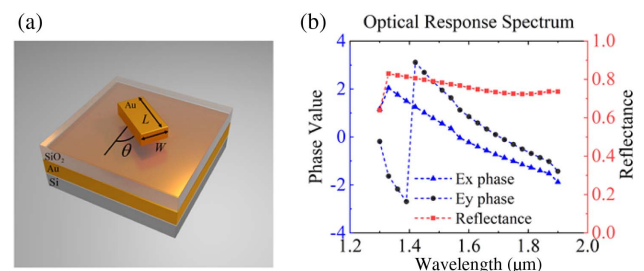 (a)
Au
L
W
θ
SiO₂
Au
Si
(b)
Optical Response Spectrum
Phase Value
4
2
0
-2
-4
Ex phase
Ey phase
Reflectance
1.0
0.8
0.6
0.4
0.2
0.0
Reflectance
1.2 1.4 1.6 1.8 2.0
Wavelength (μm)